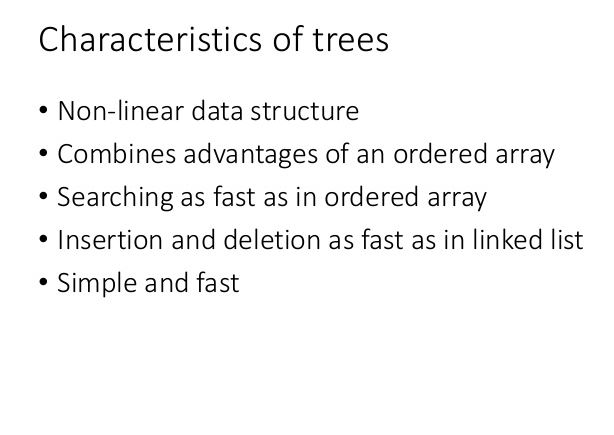 Characteristics of trees
• Non-linear data structure
• Combines advantages of an ordered array
• Searching as fast as in ordered array
• Insertion and deletion as fast as in linked list
• Simple and fast